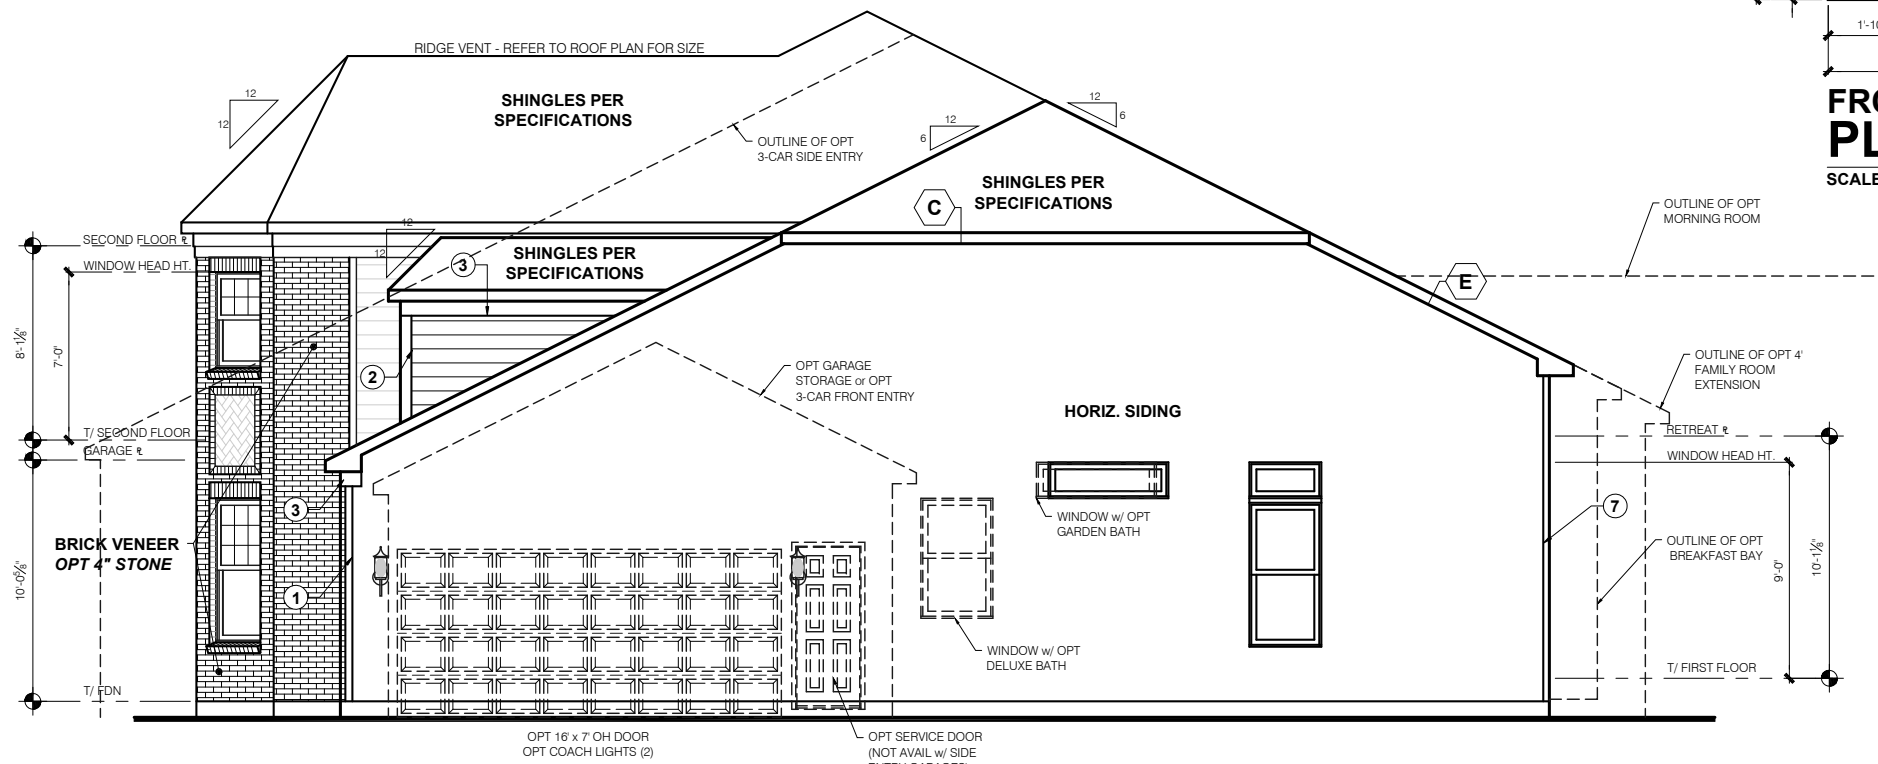 RIDGE VENT - REFER TO ROOF PLAN FOR SIZE
1'-10
FRO
PL
SCALE
12
12
SHINGLES PER
SPECIFICATIONS
OUTLINE OF OPT
3-CAR SIDE ENTRY
12
6
12
6
SHINGLES PER
SPECIFICATIONS
C
OUTLINE OF OPT
MORNING ROOM
SECOND FLOOR ℞
WINDOW HEAD HT.
12
12
3
SHINGLES PER
SPECIFICATIONS
E
8'-1⅛"
7'-0"
2
OPT GARAGE
STORAGE or OPT
3-CAR FRONT ENTRY
OUTLINE OF OPT 4'
FAMILY ROOM
EXTENSION
HORIZ. SIDING
T/ SECOND FLOOR
GARAGE ℞
RETREAT ℞
WINDOW HEAD HT.
3
WINDOW w/ OPT
GARDEN BATH
7
BRICK VENEER
OPT 4" STONE
OUTLINE OF OPT
BREAKFAST BAY
10'-0⅝"
1
9'-0"
10'-1⅛"
WINDOW w/ OPT
DELUXE BATH
T/ FIRST FLOOR
T/ FDN
OPT 16' x 7' OH DOOR
OPT COACH LIGHTS (2)
OPT SERVICE DOOR
(NOT AVAIL w/ SIDE